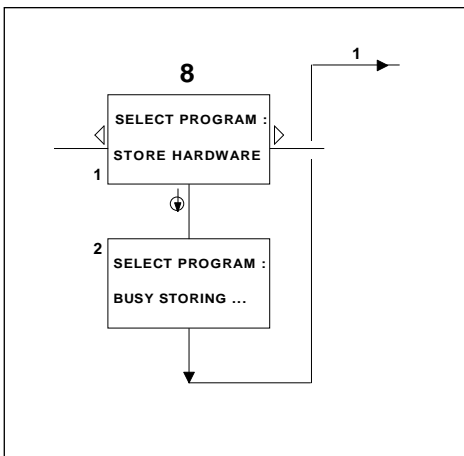 1
8
SELECT PROGRAM :
STORE HARDWARE
1
2
SELECT PROGRAM :
BUSY STORING ...